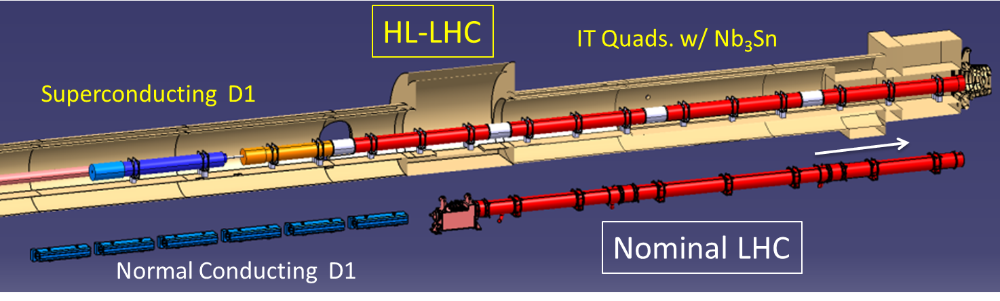 HL-LHC
IT Quads. w/ Nb₃Sn
Superconducting D1
Nominal LHC
Normal Conducting D1